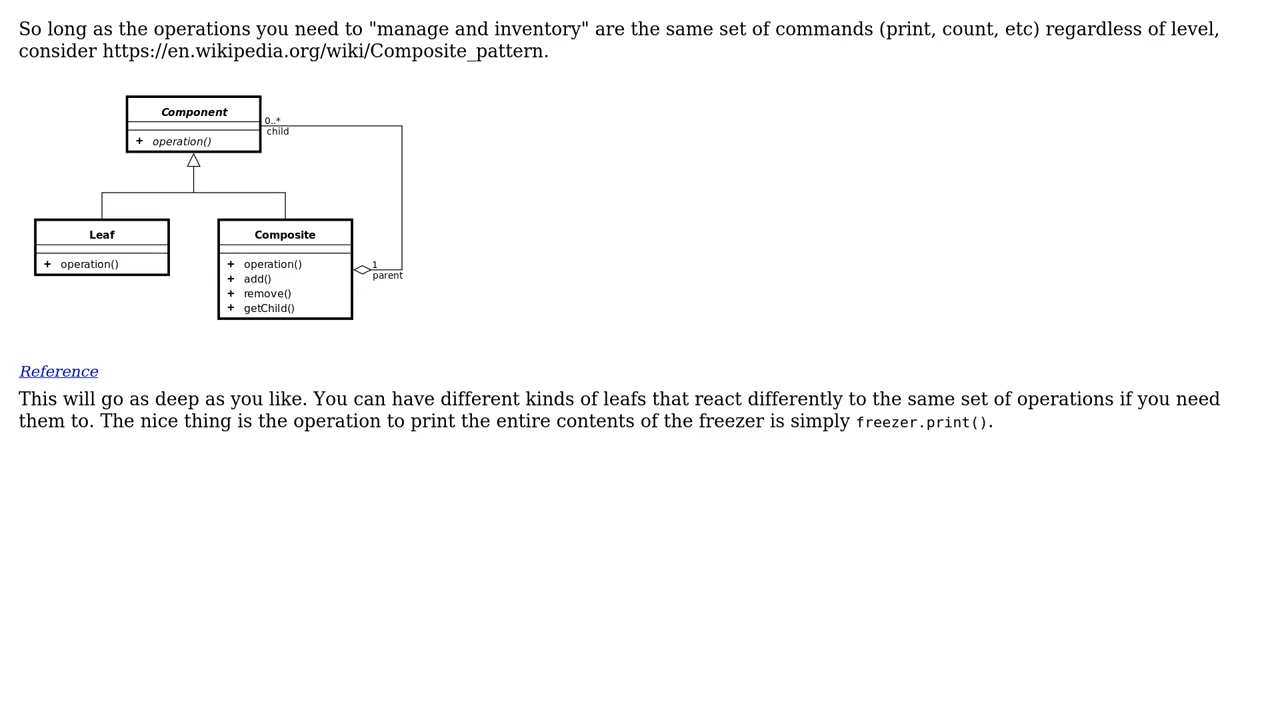 So long as the operations you need to "manage and inventory" are the same set of commands (print, count, etc) regardless of level,
consider https://en.wikipedia.org/wiki/Composite_pattern.
Component
+ operation()
0..*
child
Leaf
+ operation()
Composite
+ operation()
+ add()
+ remove()
+ getChild()
1
parent
Reference
This will go as deep as you like. You can have different kinds of leafs that react differently to the same set of operations if you need
them to. The nice thing is the operation to print the entire contents of the freezer is simply freezer.print().